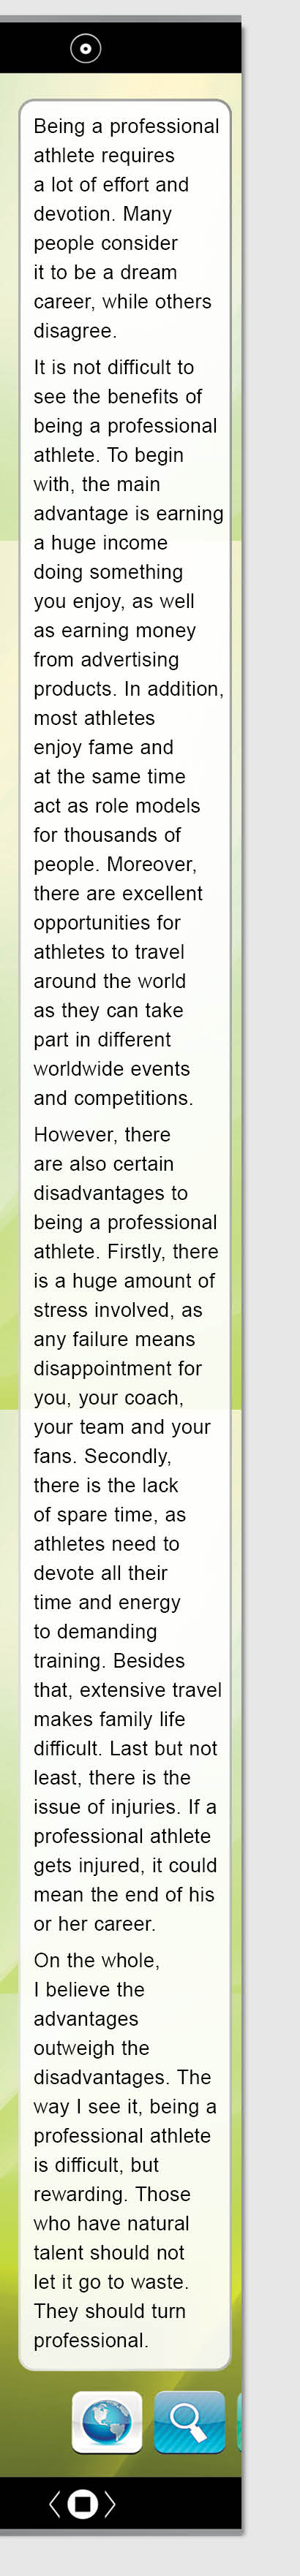 Being a professional
athlete requires
a lot of effort and
devotion. Many
people consider
it to be a dream
career, while others
disagree.
It is not difficult to
see the benefits of
being a professional
athlete. To begin
with, the main
advantage is earning
a huge income
doing something
you enjoy, as well
as earning money
from advertising
products. In addition,
most athletes
enjoy fame and
at the same time
act as role models
for thousands of
people. Moreover,
there are excellent
opportunities for
athletes to travel
around the world
as they can take
part in different
worldwide events
and competitions.
However, there
are also certain
disadvantages to
being a professional
athlete. Firstly, there
is a huge amount of
stress involved, as
any failure means
disappointment for
you, your coach,
your team and your
fans. Secondly,
there is the lack
of spare time, as
athletes need to
devote all their
time and energy
to demanding
training. Besides
that, extensive travel
makes family life
difficult. Last but not
least, there is the
issue of injuries. If a
professional athlete
gets injured, it could
mean the end of his
or her career.
On the whole,
I believe the
advantages
outweigh the
disadvantages. The
way I see it, being a
professional athlete
is difficult, but
rewarding. Those
who have natural
talent should not
let it go to waste.
They should turn
professional.